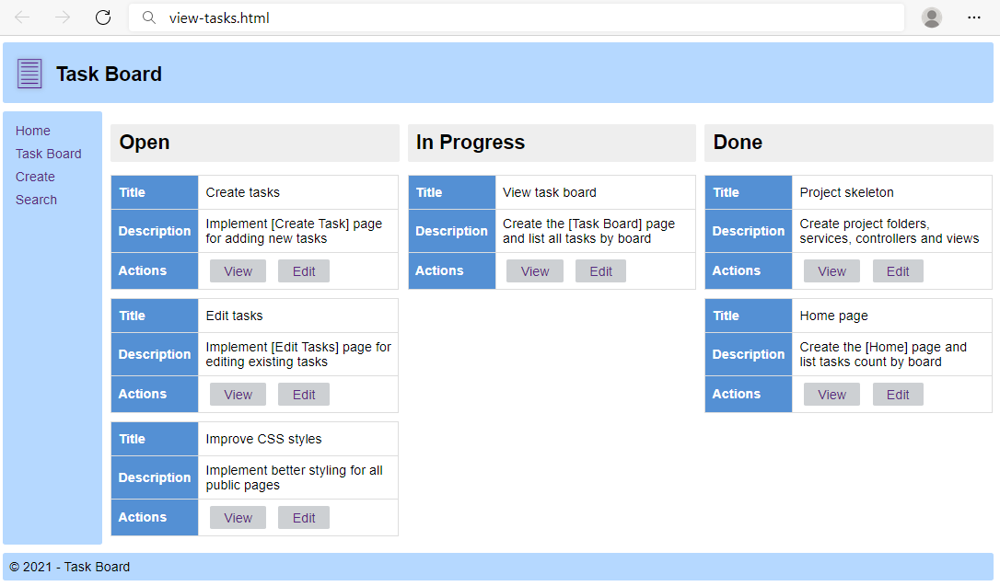 view-tasks.html
Task Board
Home
Task Board
Create
Search
Open
Title Create tasks
Description Implement [Create Task] page
for adding new tasks
Actions View Edit
Title Edit tasks
Description Implement [Edit Tasks] page for
editing existing tasks
Actions View Edit
Title Improve CSS styles
Description Implement better styling for all
public pages
Actions View Edit
In Progress
Title View task board
Description Create the [Task Board] page
and list all tasks by board
Actions View Edit
Done
Title Project skeleton
Description Create project folders,
services, controllers and views
Actions View Edit
Title Home page
Description Create the [Home] page and
list tasks count by board
Actions View Edit
© 2021 - Task Board